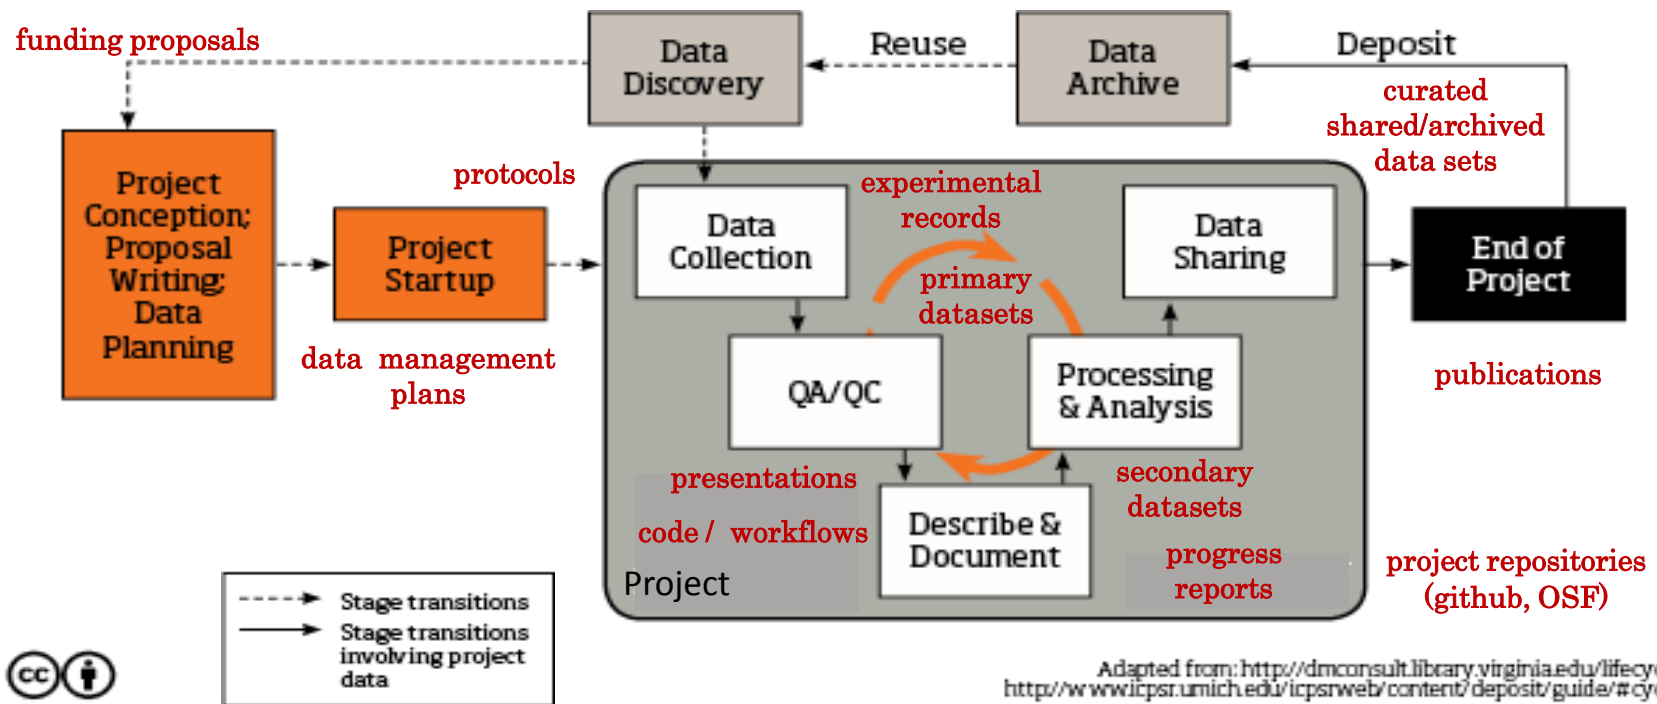 funding proposals
Data
Discovery
Reuse
Data
Archive
Deposit
curated
shared/archived
data sets
Project
Conception;
Proposal
Writing;
Data
Planning
protocols
Project
Startup
data management
plans
Data
Collection
experimental
records
primary
datasets
Data
Sharing
End of
Project
QA/QC
Processing
& Analysis
publications
presentations
code / workflows
Describe &
Document
secondary
datasets
progress
reports
Project
project repositories
(github, OSF)
Stage transitions
Stage transitions
involving project
data
cc
Adapted from: http://dmconsult.library.virginia.edu/lifecy
http://www.icpsr.umich.edu/icpsrweb/content/deposit/guide/#cy